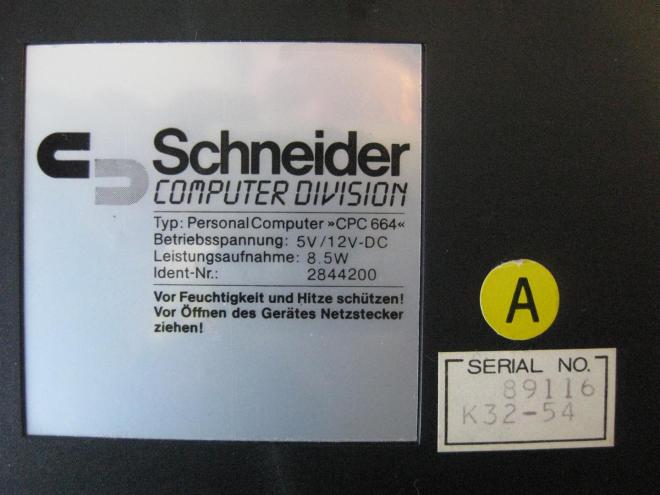 Schneider
COMPUTER DIVISION
Typ: Personal Computer »CPC 664«
Betriebsspannung: 5V/12V-DC
Leistungsaufnahme: 8.5W
Ident-Nr.: 2844200
Vor Feuchtigkeit und Hitze schützen!
Vor Öffnen des Gerätes Netzstecker
ziehen!
A
SERIAL NO.
89116
K32-54